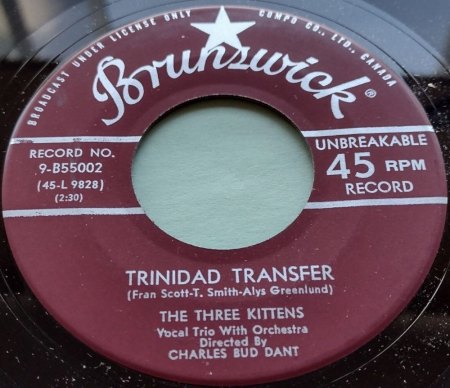 BROADCAST UNDER LICENSE ONLY COMPO CO., LTD., CANADA
Brunswick®
RECORD NO.
9-B55002
(45-L 9828)
(2:30)
UNBREAKABLE
45 RPM
RECORD
TRINIDAD TRANSFER
(Fran Scott-T. Smith-Alys Greenlund)
THE THREE KITTENS
Vocal Trio With Orchestra
Directed By
CHARLES BUD DANT